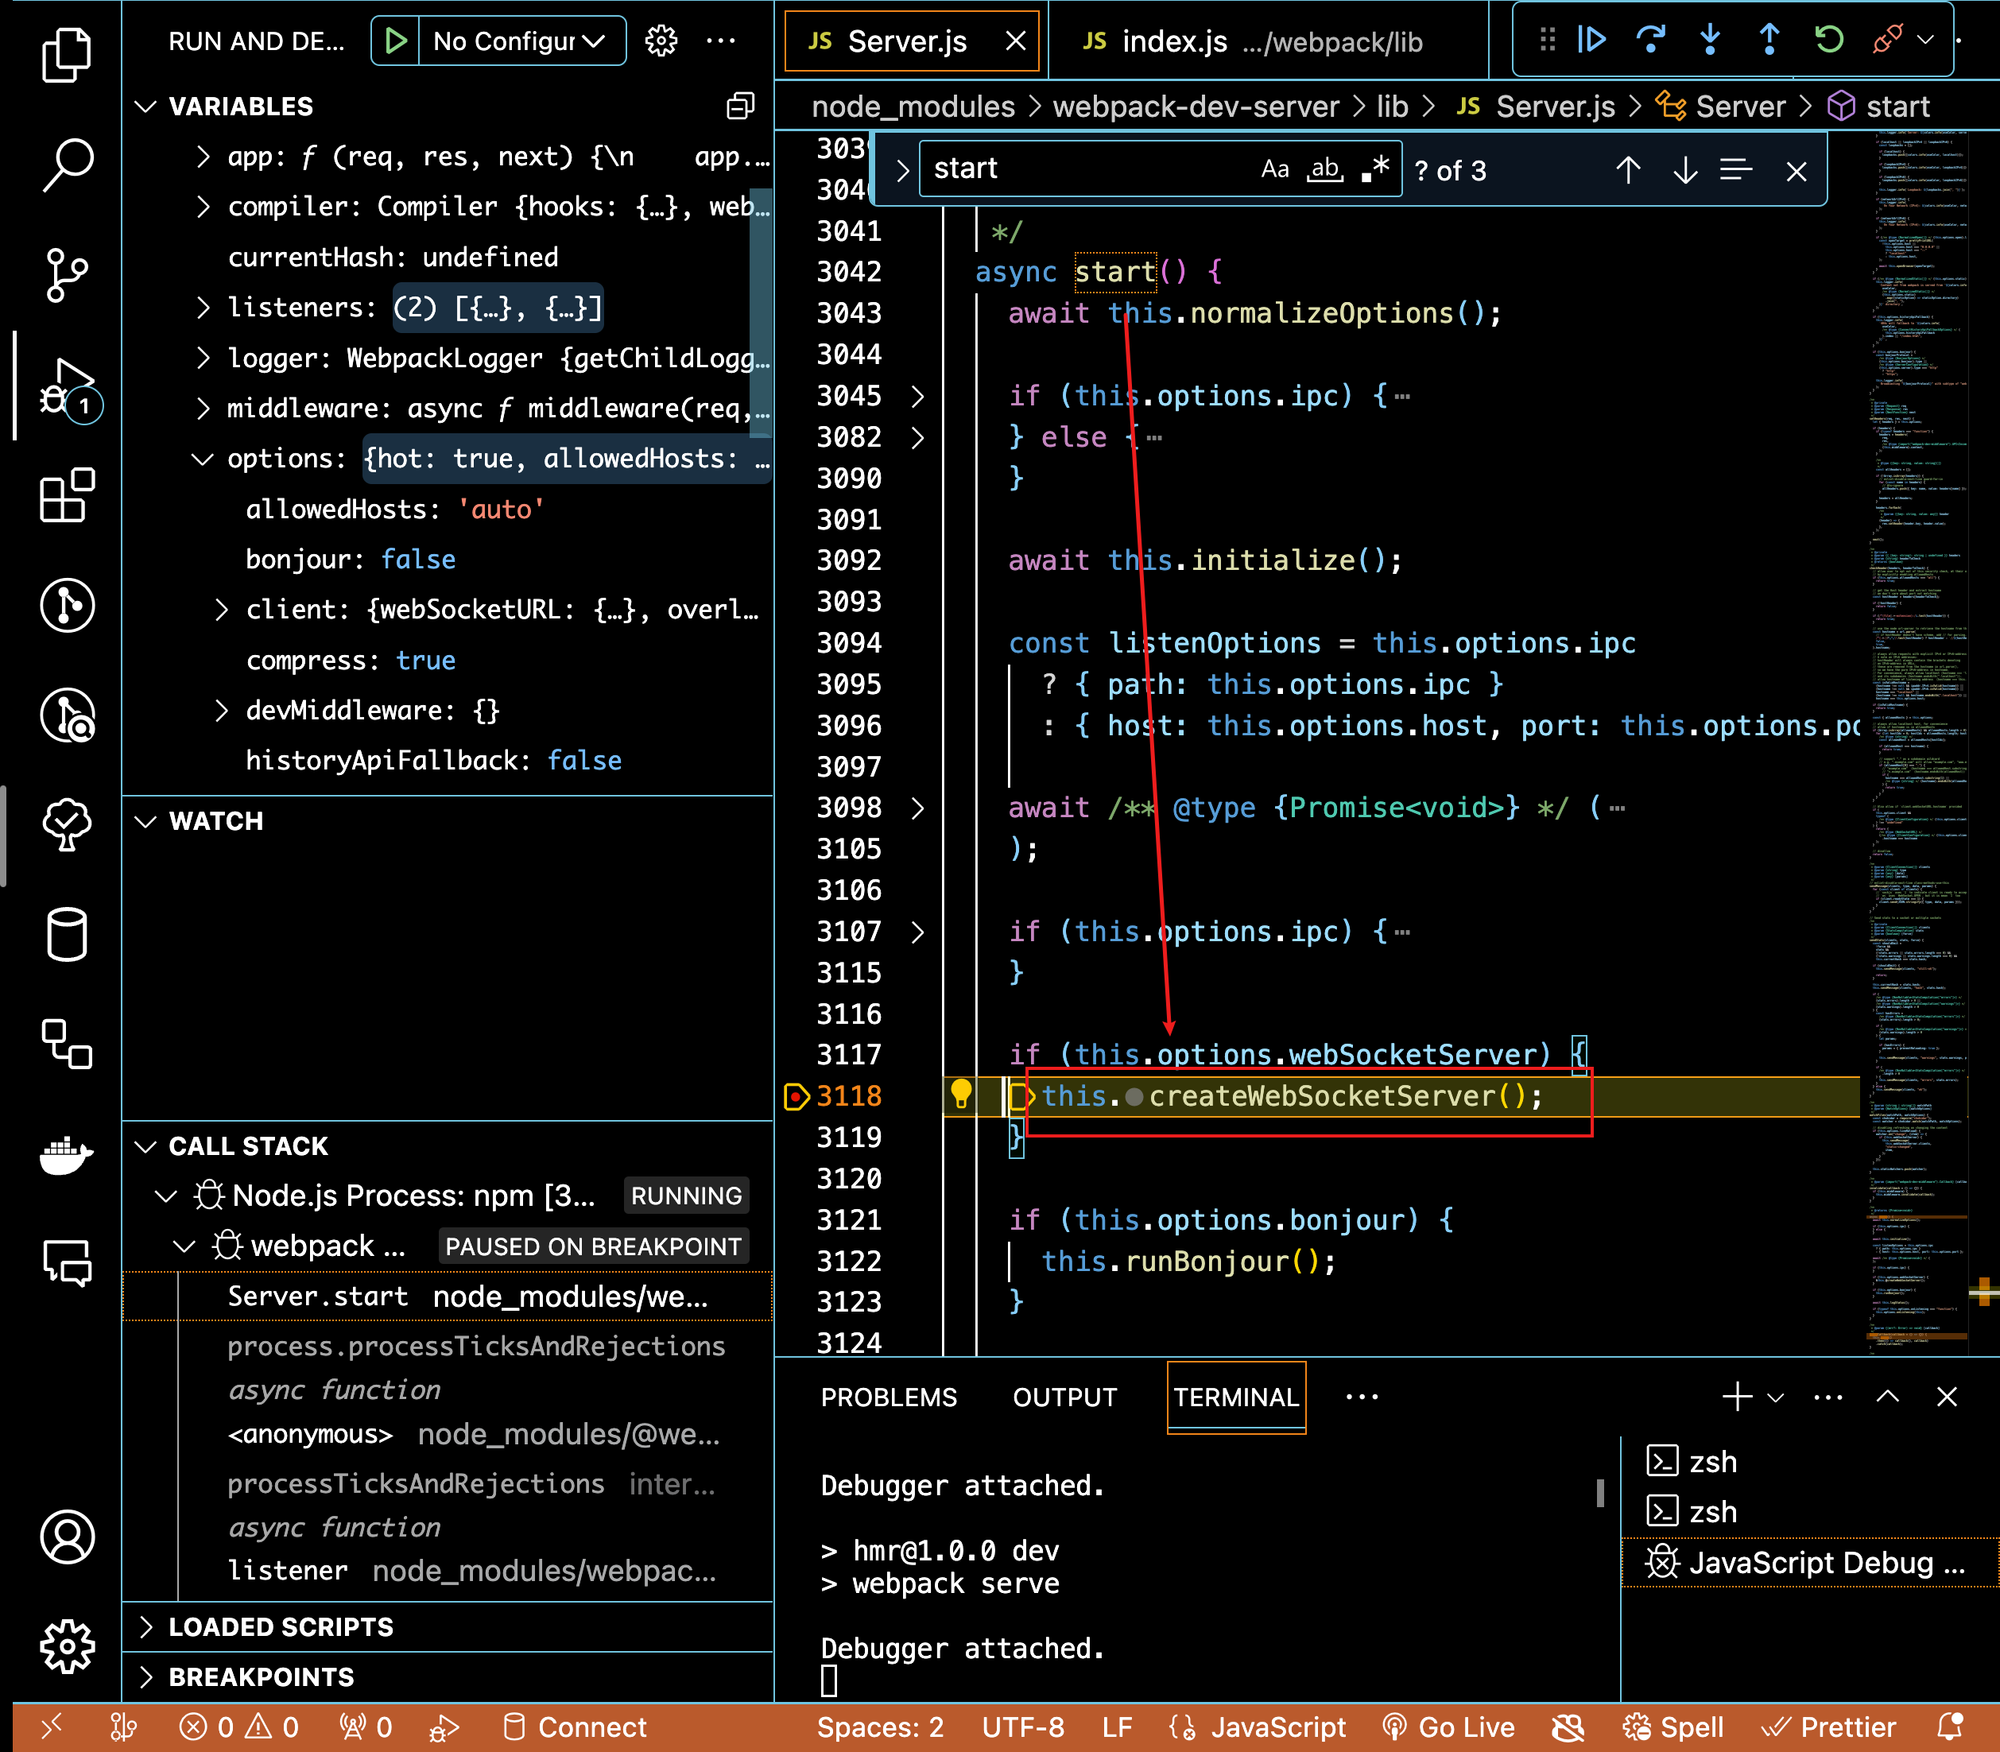 RUN AND DE...
No Configur
VARIABLES
app: ƒ (req, res, next) {\n    app....
compiler: Compiler {hooks: {…}, web...
currentHash: undefined
listeners: (2) [{…}, {…}]
logger: WebpackLogger {getChildLogg...
middleware: async ƒ middleware(req,...
options: {hot: true, allowedHosts: ...
allowedHosts: 'auto'
bonjour: false
client: {webSocketURL: {…}, overl...
compress: true
devMiddleware: {}
historyApiFallback: false
WATCH
CALL STACK
Node.js Process: npm [3... RUNNING
webpack ... PAUSED ON BREAKPOINT
Server.start node_modules/we...
process.processTicksAndRejections
async function
<anonymous> node_modules/@we...
processTicksAndRejections inter...
async function
listener node_modules/webpac...
LOADED SCRIPTS
BREAKPOINTS
1
JS Server.js
JS index.js .../webpack/lib
node_modules > webpack-dev-server > lib > JS Server.js > Server > start
start Aa ab .* ? of 3
3039
3040
3041 */
3042 async start() {
3043 await this.normalizeOptions();
3044
3045 if (this.options.ipc) {…
3082 } else {…
3090 }
3091
3092 await this.initialize();
3093
3094 const listenOptions = this.options.ipc
3095 ? { path: this.options.ipc }
3096 : { host: this.options.host, port: this.options.po
3097
3098 await /** @type {Promise<void>} */ (…
3105 );
3106
3107 if (this.options.ipc) {…
3115 }
3116
3117 if (this.options.webSocketServer) {
3118 this.createWebSocketServer();
3119 }
3120
3121 if (this.options.bonjour) {
3122 this.runBonjour();
3123 }
3124
PROBLEMS OUTPUT TERMINAL
Debugger attached.
> hmr@1.0.0 dev
> webpack serve
Debugger attached.
zsh
zsh
JavaScript Debug ...
0 0 0 Connect Spaces: 2 UTF-8 LF JavaScript Go Live Spell Prettier